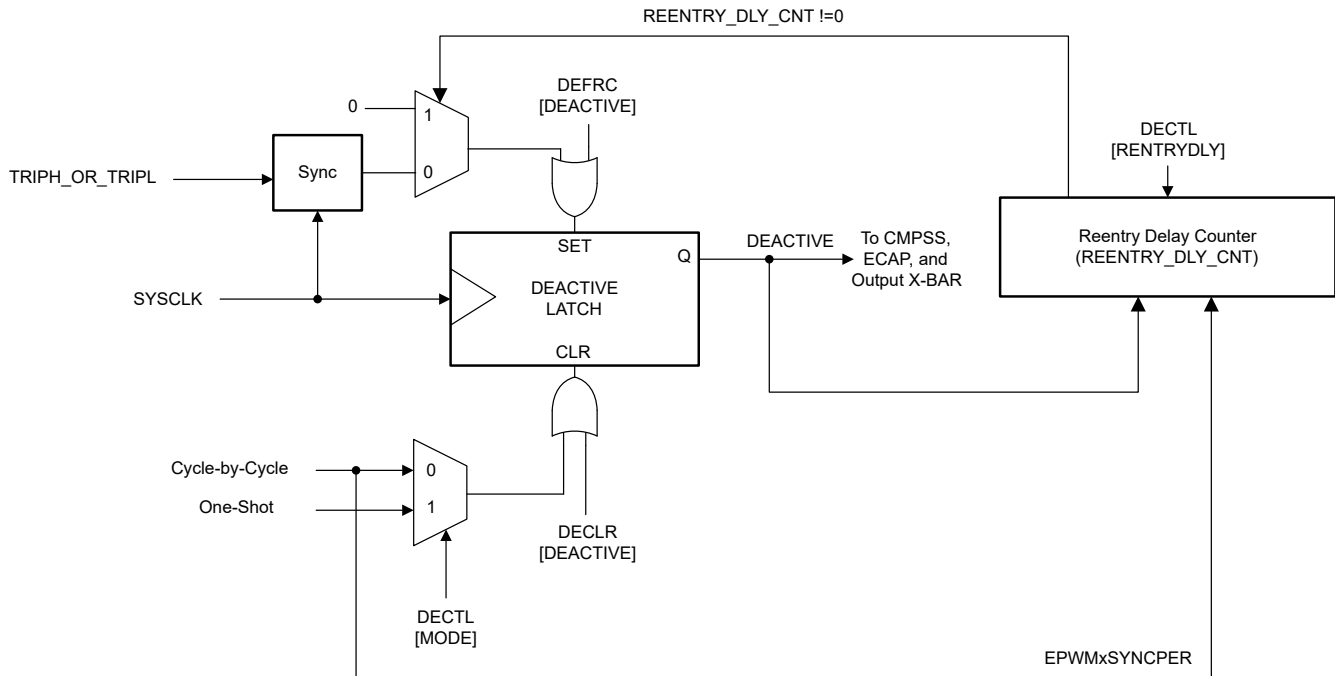 REENTRY_DLY_CNT !=0
DEFRC
[DEACTIVE]
0
1
DECTL
[RENTRYDLY]
TRIPH_OR_TRIPL
Sync
0
SET
DEACTIVE
Q
To CMPSS,
ECAP, and
Output X-BAR
Reentry Delay Counter
(REENTRY_DLY_CNT)
SYSCLK
DEACTIVE
LATCH
CLR
Cycle-by-Cycle
0
One-Shot
1
DECLR
[DEACTIVE]
DECTL
[MODE]
EPWMxSYNCPER